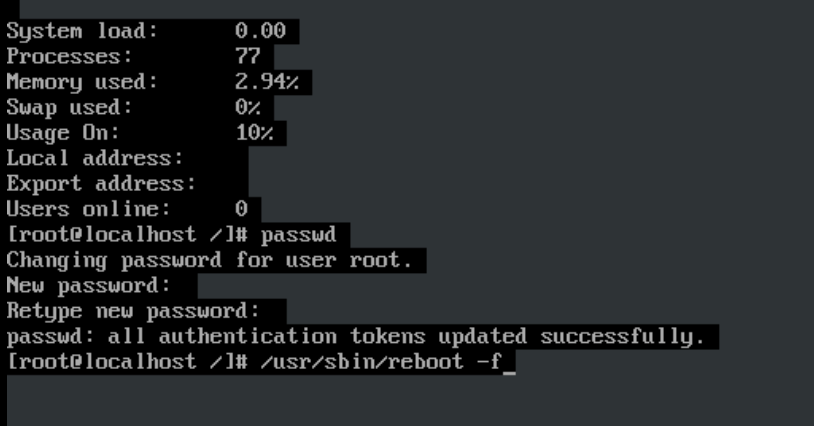 System load: 0.00
Processes: 77
Memory used: 2.94%
Swap used: 0%
Usage On: 10%
Local address:
Export address:
Users online: 0
[root@localhost /]# passwd
Changing password for user root.
New password:
Retype new password:
passwd: all authentication tokens updated successfully.
[root@localhost /]# /usr/sbin/reboot -f_